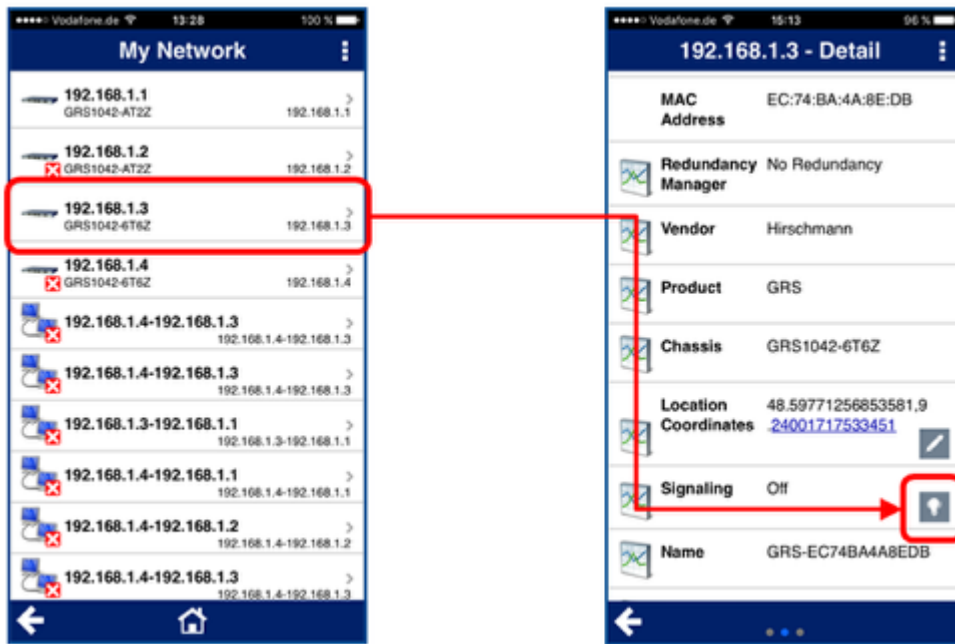 Vodafone.de 13:28 100 %
My Network
192.168.1.1
GRS1042-AT2Z 192.168.1.1
192.168.1.2
GRS1042-AT2Z 192.168.1.2
192.168.1.3
GRS1042-6T6Z 192.168.1.3
192.168.1.4
GRS1042-6T6Z 192.168.1.4
192.168.1.4-192.168.1.3
192.168.1.4-192.168.1.3
192.168.1.4-192.168.1.3
192.168.1.4-192.168.1.3
192.168.1.3-192.168.1.1
192.168.1.3-192.168.1.1
192.168.1.4-192.168.1.1
192.168.1.4-192.168.1.1
192.168.1.4-192.168.1.2
192.168.1.4-192.168.1.2
192.168.1.4-192.168.1.3
192.168.1.4-192.168.1.3
Vodafone.de 15:13 96 %
192.168.1.3 - Detail
MAC EC:74:BA:4A:8E:DB
Address
Redundancy No Redundancy
Manager
Vendor Hirschmann
Product GRS
Chassis GRS1042-6T6Z
Location 48.59771256853581,9
Coordinates .24001717533451
Signaling Off
Name GRS-EC74BA4A8EDB